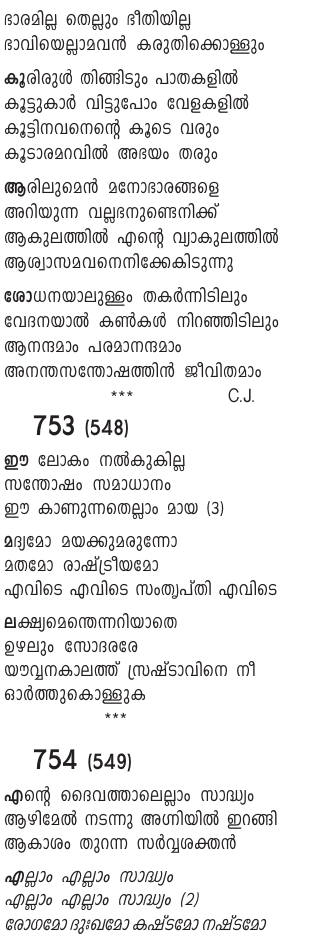 ഭാരമില്ല തെല്ലും ഭീതിയില്ല
ഭാവിയെല്ലാമവൻ കരുതിക്കൊള്ളും
കൂരിരുൾ തിങ്ങിടും പാതകളിൽ
കൂട്ടുകാർ വിട്ടുപോം വേളകളിൽ
കൂട്ടിനവനെന്റെ കൂടെ വരും
കൂടാരമറവിൽ അഭയം തരും
ആരിലുമെൻ മനോഭാരങ്ങളെ
അറിയുന്ന വല്ലഭനുണ്ടെനിക്ക്
ആകുലത്തിൽ എന്റെ വ്യാകുലത്തിൽ
ആശ്വാസമവനെനിക്കേകിടുന്നു
ശോധനയാലുള്ളം തകർന്നിടിലും
വേദനയാൽ കൺകൾ നിറഞ്ഞിടിലും
ആനന്ദമാം പരമാനന്ദമാം
അനന്തസന്തോഷത്തിൻ ജീവിതമാം
*** C.J.
753 (548)
ഈ ലോകം നൽകുകില്ല
സന്തോഷം സമാധാനം
ഈ കാണുന്നതെല്ലാം മായ (3)
മദ്യമോ മയക്കുമരുന്നോ
മതമോ രാഷ്ട്രീയമോ
എവിടെ എവിടെ സംതൃപ്തി എവിടെ
ലക്ഷ്യമെന്തെന്നറിയാതെ
ഉഴലും സോദരരേ
യൗവ്വനകാലത്ത് സ്രഷ്ടാവിനെ നീ
ഓർത്തുകൊള്ളുക
***
754 (549)
എന്റെ ദൈവത്താലെല്ലാം സാദ്ധ്യം
ആഴിമേൽ നടന്നു അഗ്നിയിൽ ഇറങ്ങി
ആകാശം തുറന്ന സർവ്വശക്തൻ
എല്ലാം എല്ലാം സാദ്ധ്യം
എല്ലാം എല്ലാം സാദ്ധ്യം (2)
രോഗമോ ദുഃഖമോ കഷ്ടമോ നഷ്ടമോ